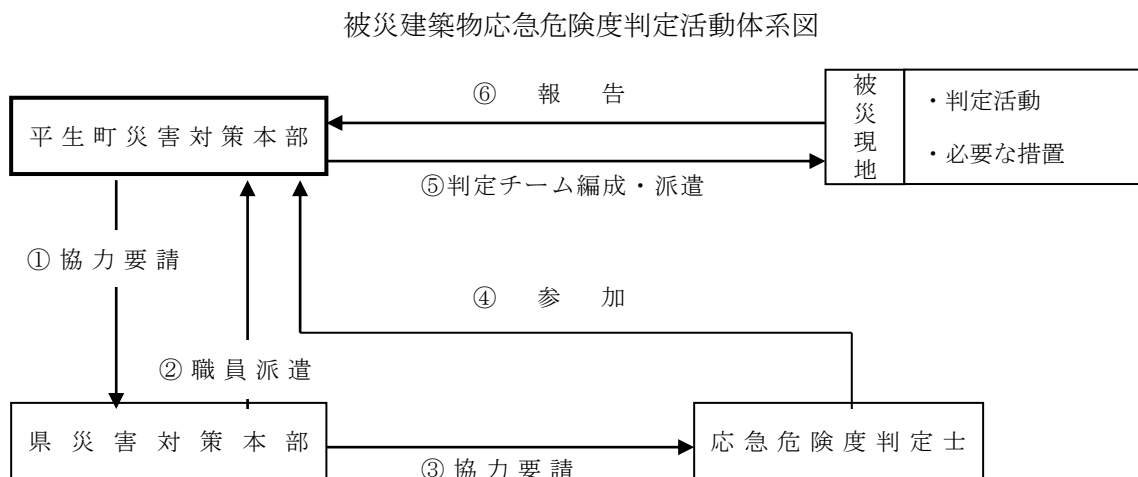 被災建築物応急危険度判定活動体系図
⑥ 報 告
被災現地
・判定活動
・必要な措置
平生町災害対策本部
⑤判定チーム編成・派遣
①協力要請
④ 参 加
②職員派遣
県災害対策本部
応急危険度判定士
③協力要請